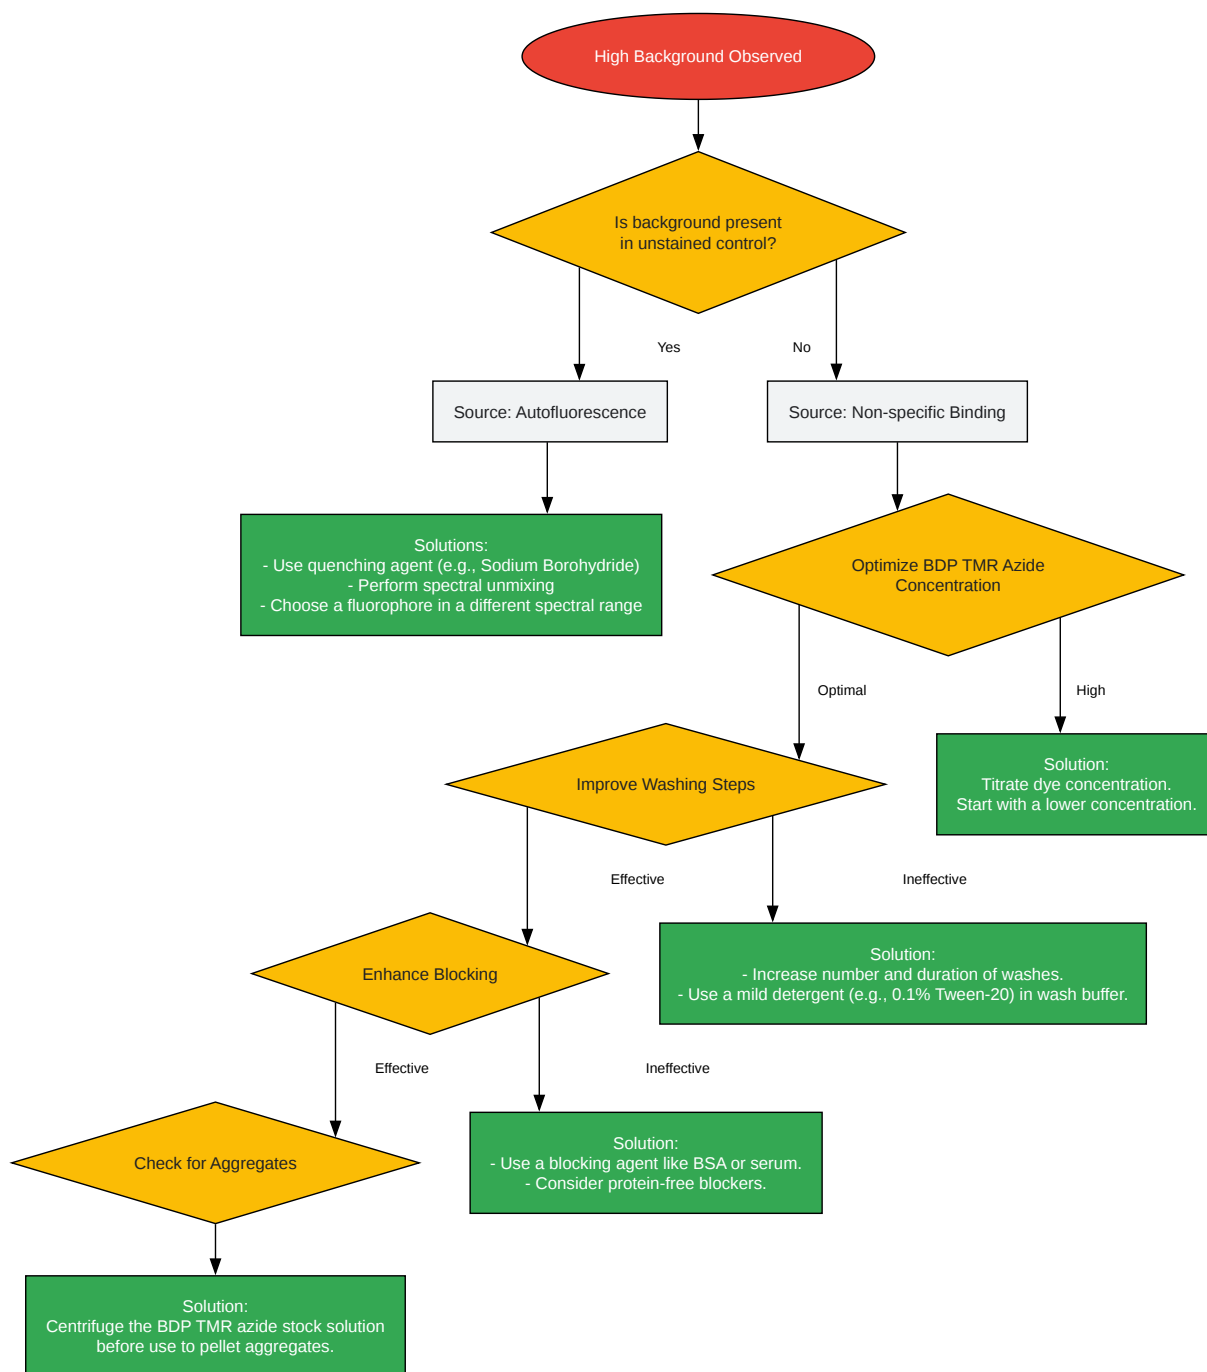 High Background Observed
Is background present
in unstained control?
Yes
No
Source: Autofluorescence
Source: Non-specific Binding
Solutions:
- Use quenching agent (e.g., Sodium Borohydride)
- Perform spectral unmixing
- Choose a fluorophore in a different spectral range
Optimize BDP TMR Azide
Concentration
Optimal
High
Improve Washing Steps
Solution:
Titrate dye concentration.
Start with a lower concentration.
Effective
Ineffective
Enhance Blocking
Solution:
- Increase number and duration of washes.
- Use a mild detergent (e.g., 0.1% Tween-20) in wash buffer.
Effective
Ineffective
Check for Aggregates
Solution:
- Use a blocking agent like BSA or serum.
- Consider protein-free blockers.
Solution:
Centrifuge the BDP TMR azide stock solution
before use to pellet aggregates.